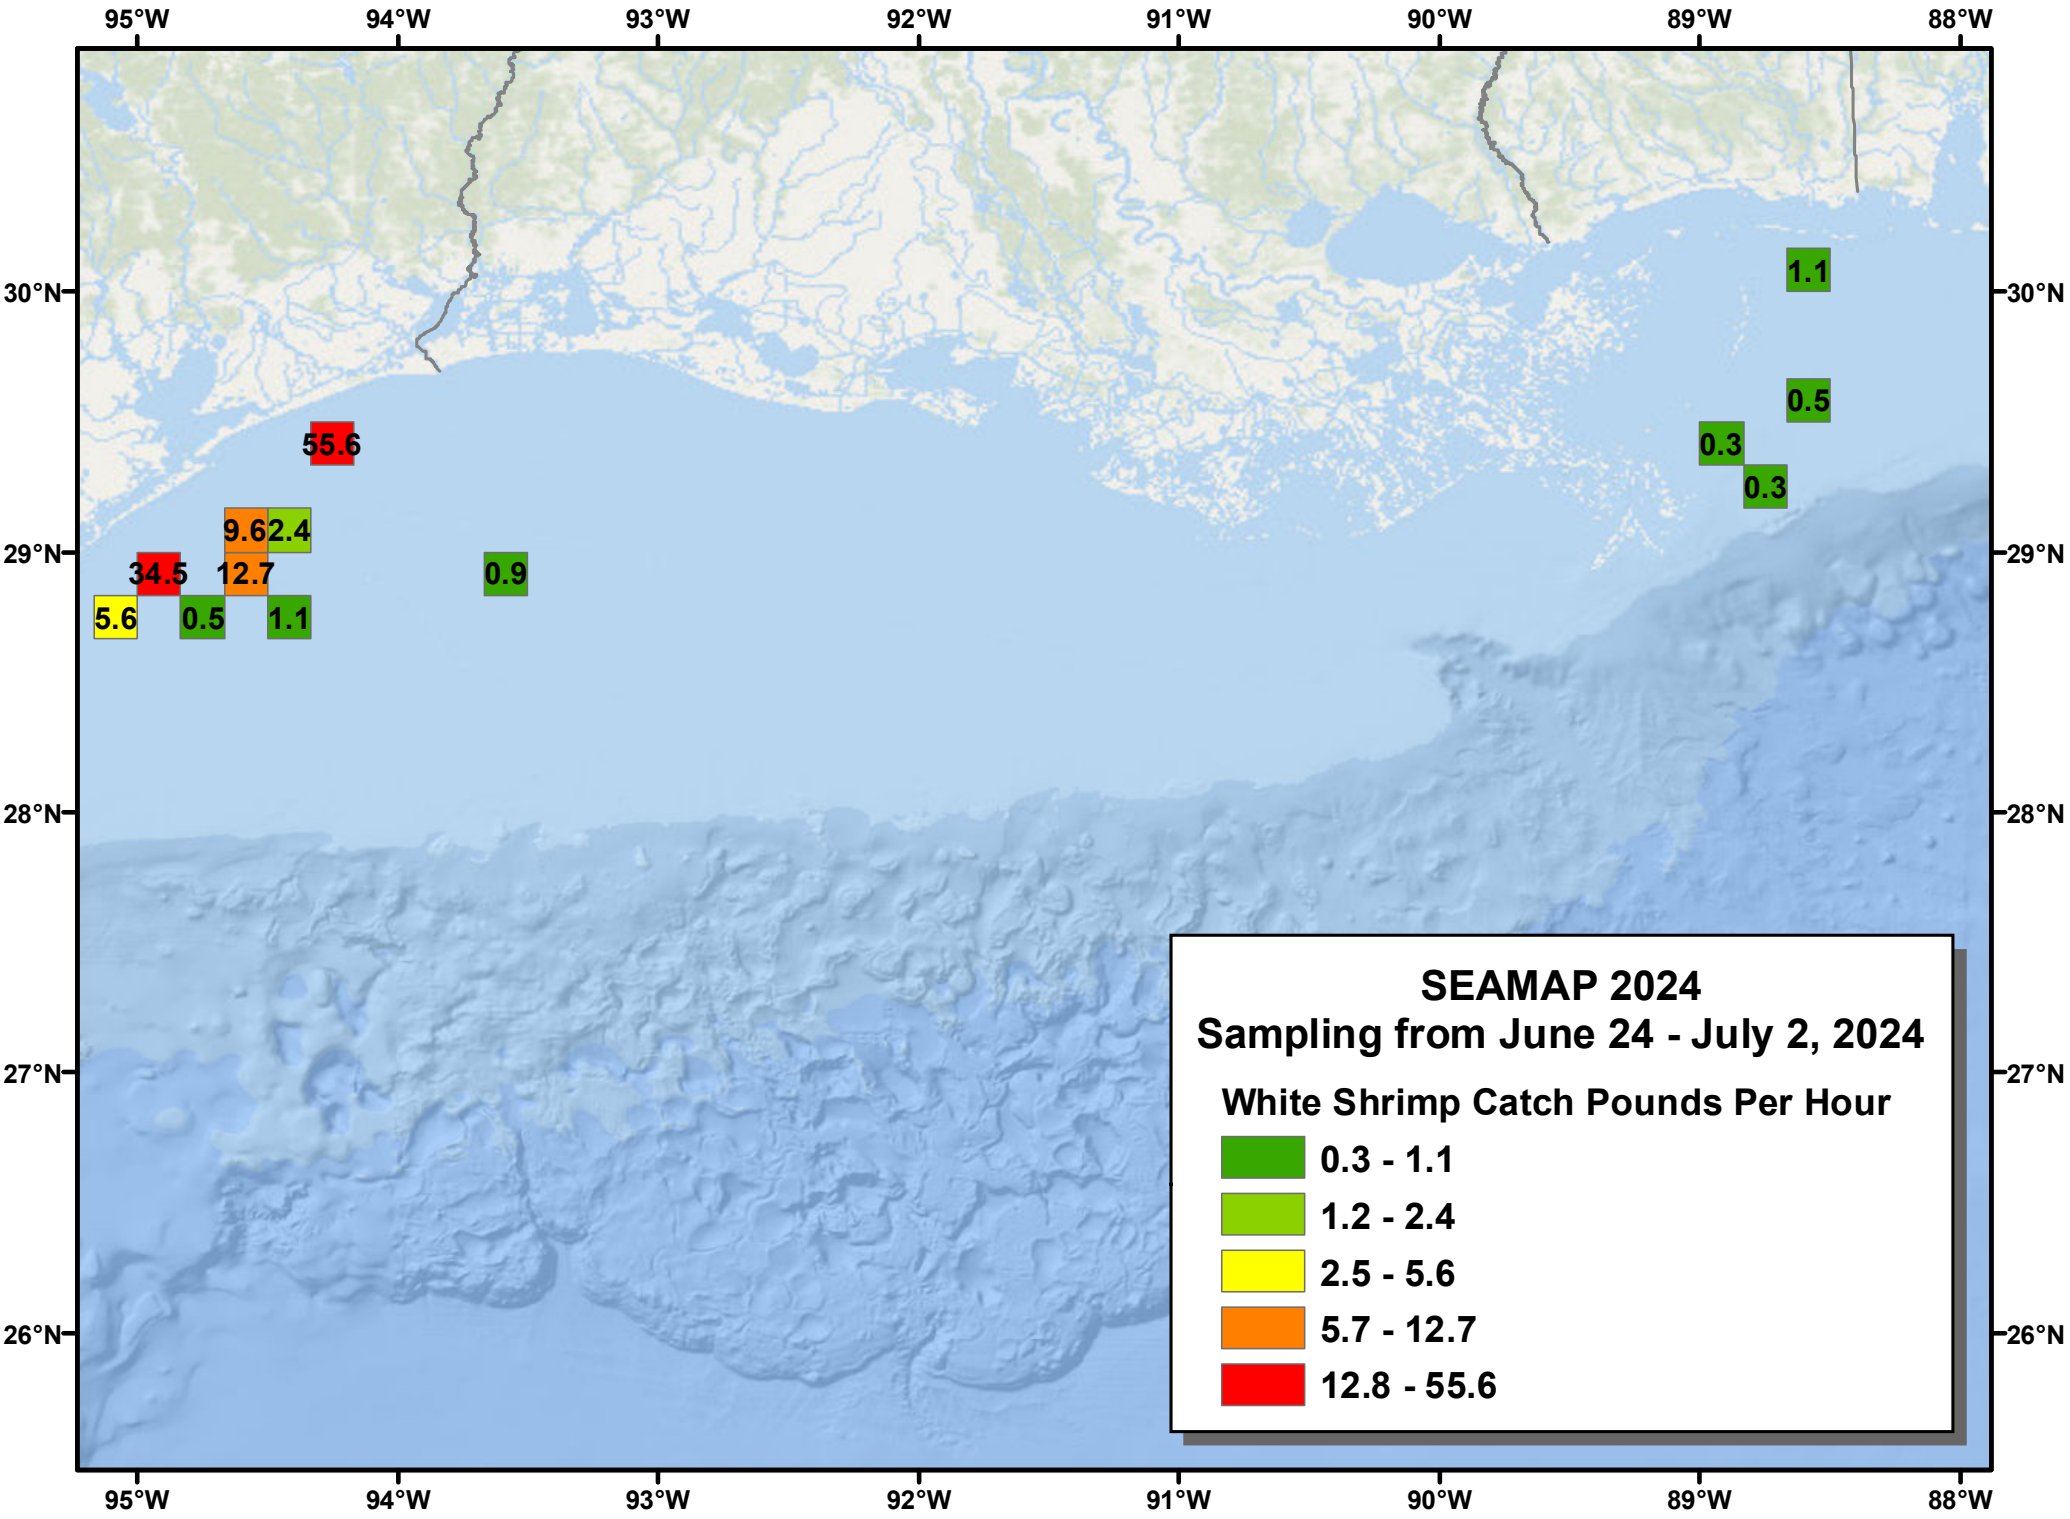 95°W 94°W 93°W 92°W 91°W 90°W 89°W 88°W
30°N 30°N
1.1
0.5
55.6 0.3
0.3
9.6 2.4
29°N 29°N
34.5 12.7 0.9
5.6 0.5 1.1
28°N 28°N
SEAMAP 2024
Sampling from June 24 - July 2, 2024
27°N 27°N
White Shrimp Catch Pounds Per Hour
0.3 - 1.1
1.2 - 2.4
2.5 - 5.6
26°N 26°N
5.7 - 12.7
12.8 - 55.6
95°W 94°W 93°W 92°W 91°W 90°W 89°W 88°W